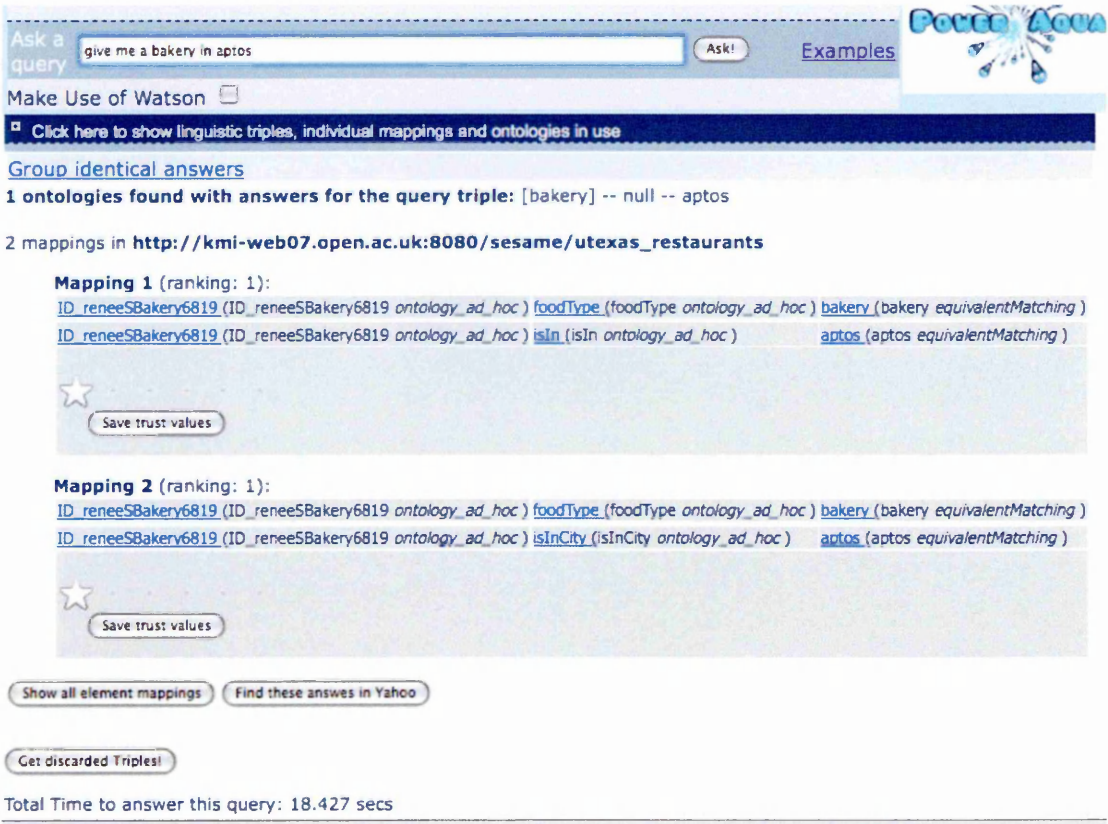 POWER AQUA
Ask a query
give me a bakery in aptos
Ask!
Examples
Make Use of Watson
Click here to show linguistic triples, individual mappings and ontologies in use
Group identical answers
1 ontologies found with answers for the query triple: [bakery] -- null -- aptos
2 mappings in http://kmi-web07.open.ac.uk:8080/sesame/utexas_restaurants
Mapping 1 (ranking: 1):
ID_reneeSBakery6819 (ID_reneeSBakery6819 ontology_ad_hoc ) foodType (foodType ontology_ad_hoc ) bakery (bakery equivalentMatching )
ID_reneeSBakery6819 (ID_reneeSBakery6819 ontology_ad_hoc ) isIn (isIn ontology_ad_hoc ) aptos (aptos equivalentMatching )
Save trust values
Mapping 2 (ranking: 1):
ID_reneeSBakery6819 (ID_reneeSBakery6819 ontology_ad_hoc ) foodType (foodType ontology_ad_hoc ) bakery (bakery equivalentMatching )
ID_reneeSBakery6819 (ID_reneeSBakery6819 ontology_ad_hoc ) isInCity (isInCity ontology_ad_hoc ) aptos (aptos equivalentMatching )
Save trust values
Show all element mappings Find these answes in Yahoo
Get discarded Triples!
Total Time to answer this query: 18.427 secs